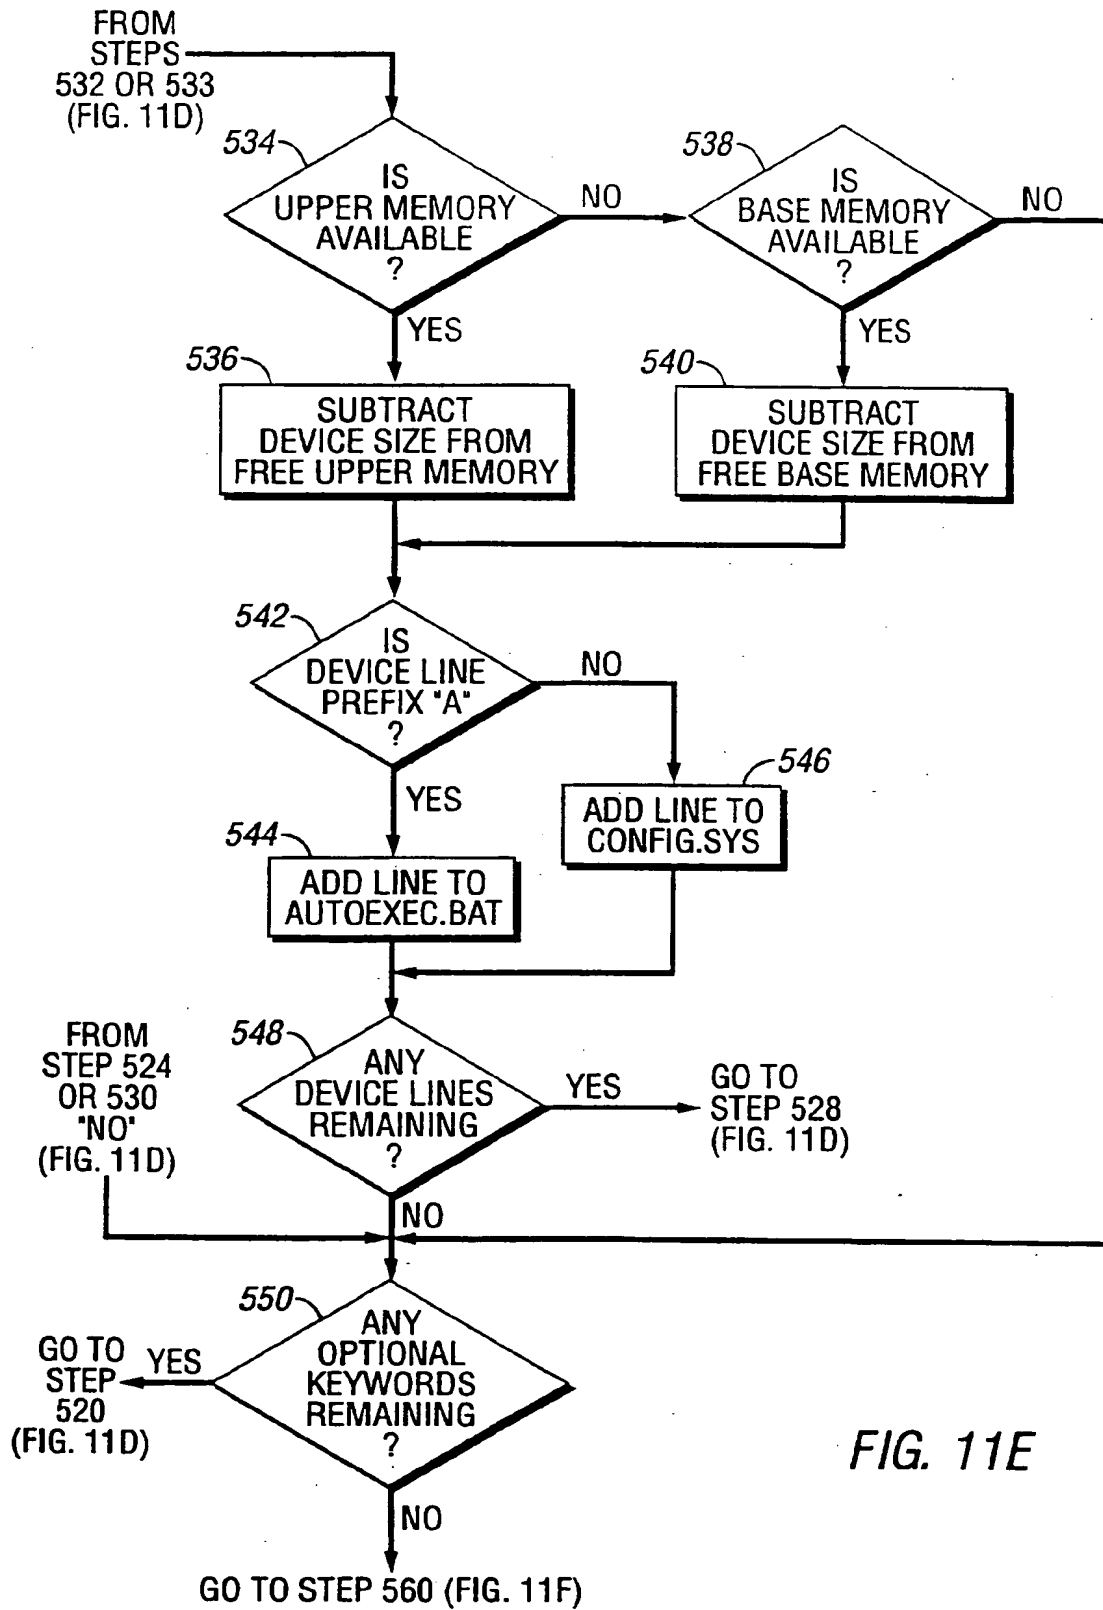 FROM
STEPS
532 OR 533
(FIG. 11D)
534
IS
UPPER MEMORY
AVAILABLE
?
NO
538
IS
BASE MEMORY
AVAILABLE
?
NO
YES
YES
536
SUBTRACT
DEVICE SIZE FROM
FREE UPPER MEMORY
540
SUBTRACT
DEVICE SIZE FROM
FREE BASE MEMORY
542
IS
DEVICE LINE
PREFIX "A"
?
NO
YES
546
ADD LINE TO
CONFIG.SYS
544
ADD LINE TO
AUTOEXEC.BAT
FROM
STEP 524
OR 530
"NO"
(FIG. 11D)
548
ANY
DEVICE LINES
REMAINING
?
YES
GO TO
STEP 528
(FIG. 11D)
NO
550
ANY
OPTIONAL
KEYWORDS
REMAINING
?
YES
GO TO
STEP
520
(FIG. 11D)
NO
GO TO STEP 560 (FIG. 11F)
FIG. 11E